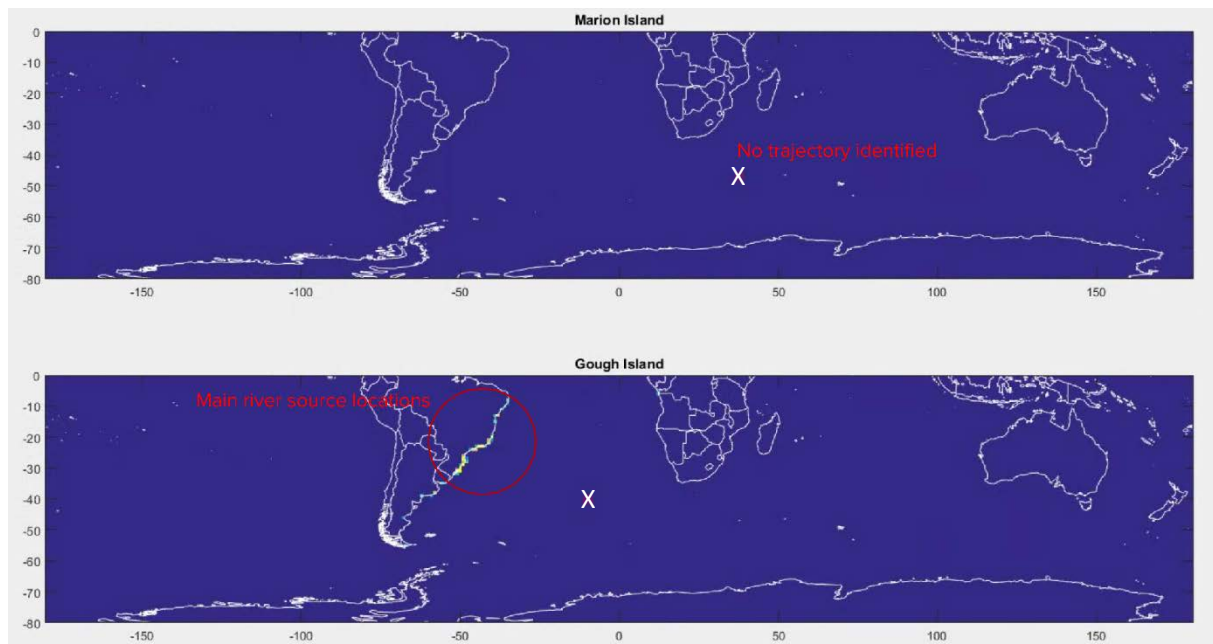 Marion Island
0
-10
-20
-30
-40
-50
-60
-70
-80
No trajectory identified
X
-150 -100 -50 0 50 100 150
Gough Island
0
-10
-20
-30
-40
-50
-60
-70
-80
Main river source locations
X
-150 -100 -50 0 50 100 150